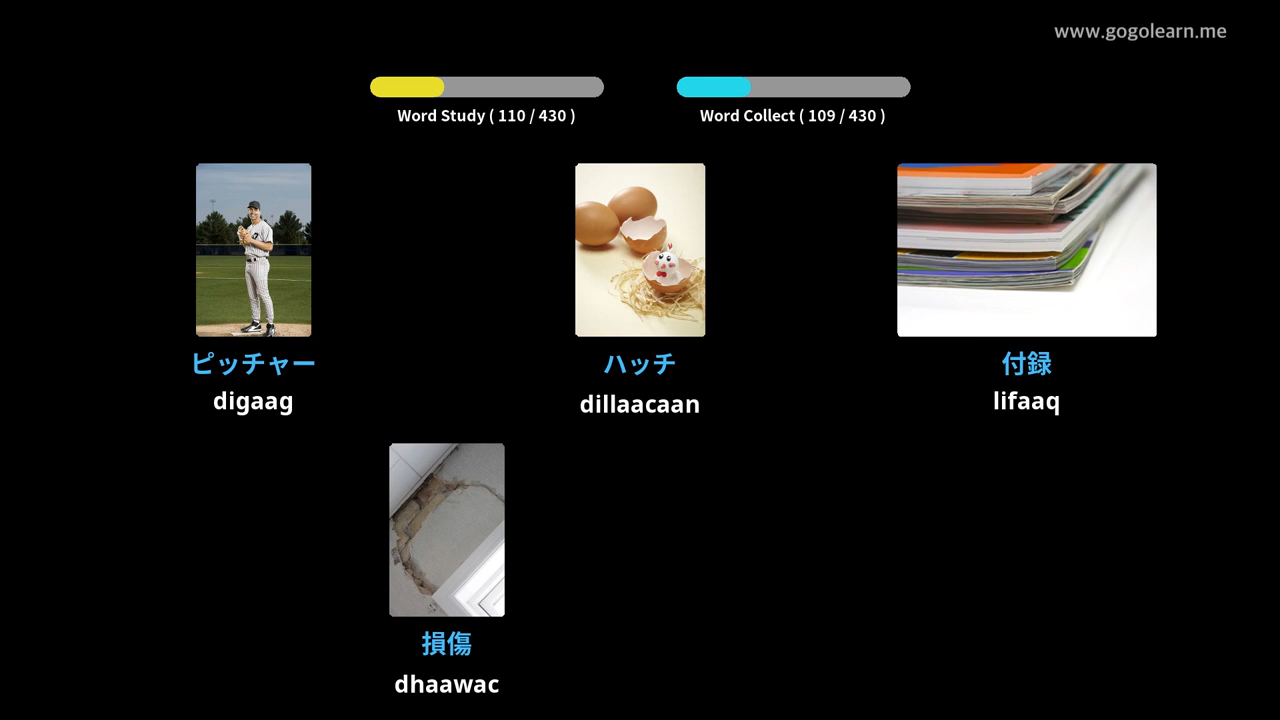 www.gogolearn.me
Word Study ( 110 / 430 )
Word Collect ( 109 / 430 )
ピッチャー
digaag
ハッチ
dillaacaan
付録
lifaaq
損傷
dhaawac